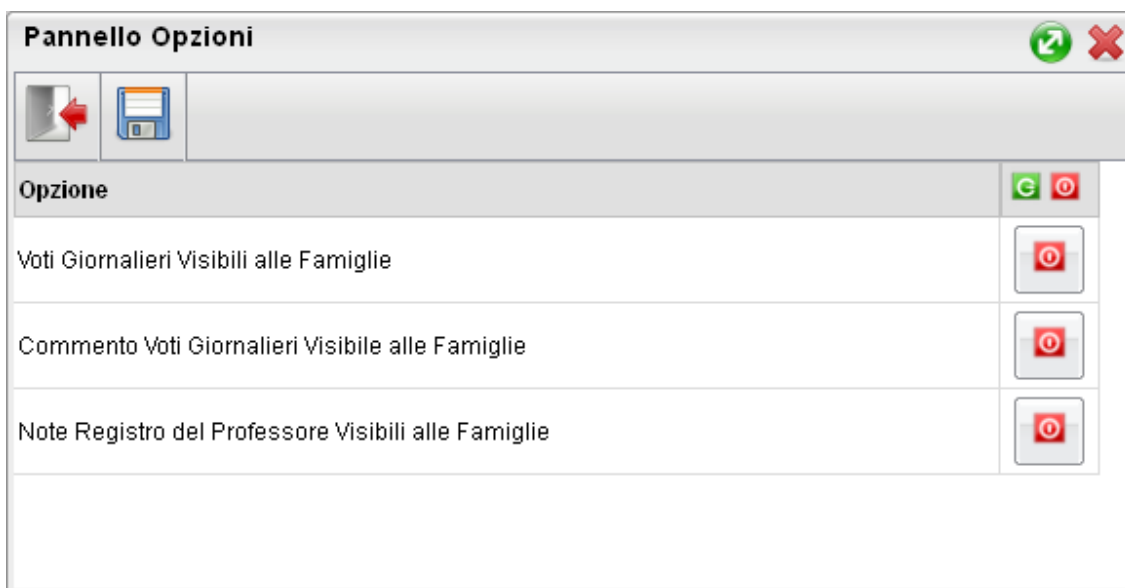 Pannello Opzioni
Opzione
Voti Giornalieri Visibili alle Famiglie
Commento Voti Giornalieri Visibile alle Famiglie
Note Registro del Professore Visibili alle Famiglie